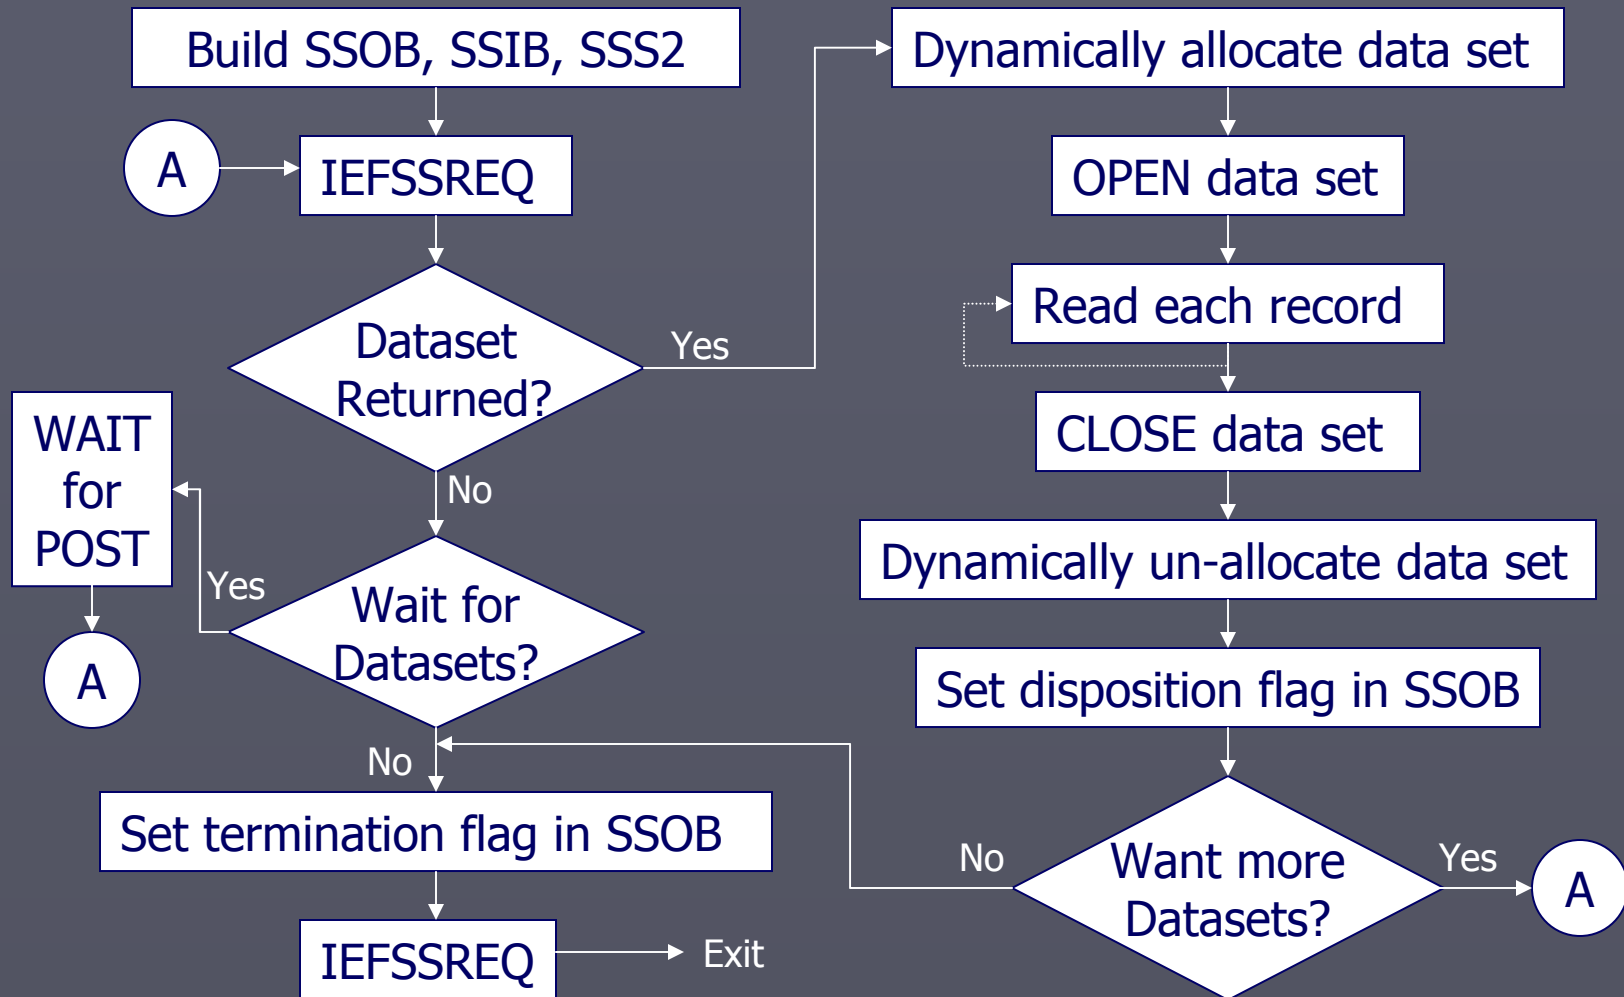 Build SSOB, SSIB, SSS2
A
IEFSSREQ
Dataset
Returned?
Yes
No
WAIT
for
POST
Yes
A
Wait for
Datasets?
No
Set termination flag in SSOB
IEFSSREQ
Exit
Dynamically allocate data set
OPEN data set
Read each record
CLOSE data set
Dynamically un-allocate data set
Set disposition flag in SSOB
No
Want more
Datasets?
Yes
A